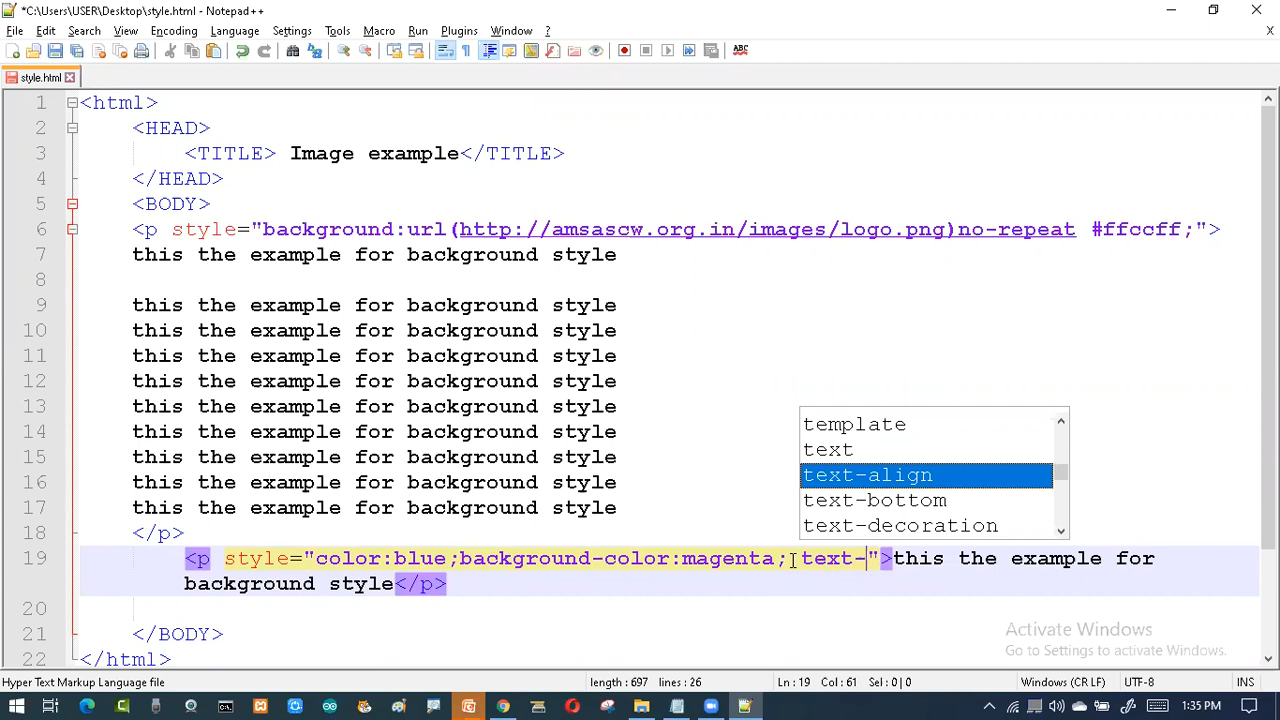 *C:\Users\USER\Desktop\style.html - Notepad++
File Edit Search View Encoding Language Settings Tools Macro Run Plugins Window ?
X
style.html
1 <html>
2 <HEAD>
3 <TITLE> Image example</TITLE>
4 </HEAD>
5 <BODY>
6 <p style="background:url(http://amsascw.org.in/images/logo.png)no-repeat #ffccff;">
7 this the example for background style
8
9 this the example for background style
10 this the example for background style
11 this the example for background style
12 this the example for background style
13 this the example for background style
14 this the example for background style
15 this the example for background style
16 this the example for background style
17 this the example for background style
18 </p>
19 <p style="color:blue;background-color:magenta; text-">this the example for
background style</p>
20
21 </BODY>
22 </html>
template
text
text-align
text-bottom
text-decoration
Activate Windows
Go to Settings to activate Windows.
Hyper Text Markup Language file length : 697 lines : 26 Ln : 19 Col : 61 Sel : 0 | 0 Windows (CR LF) UTF-8 INS
1:35 PM